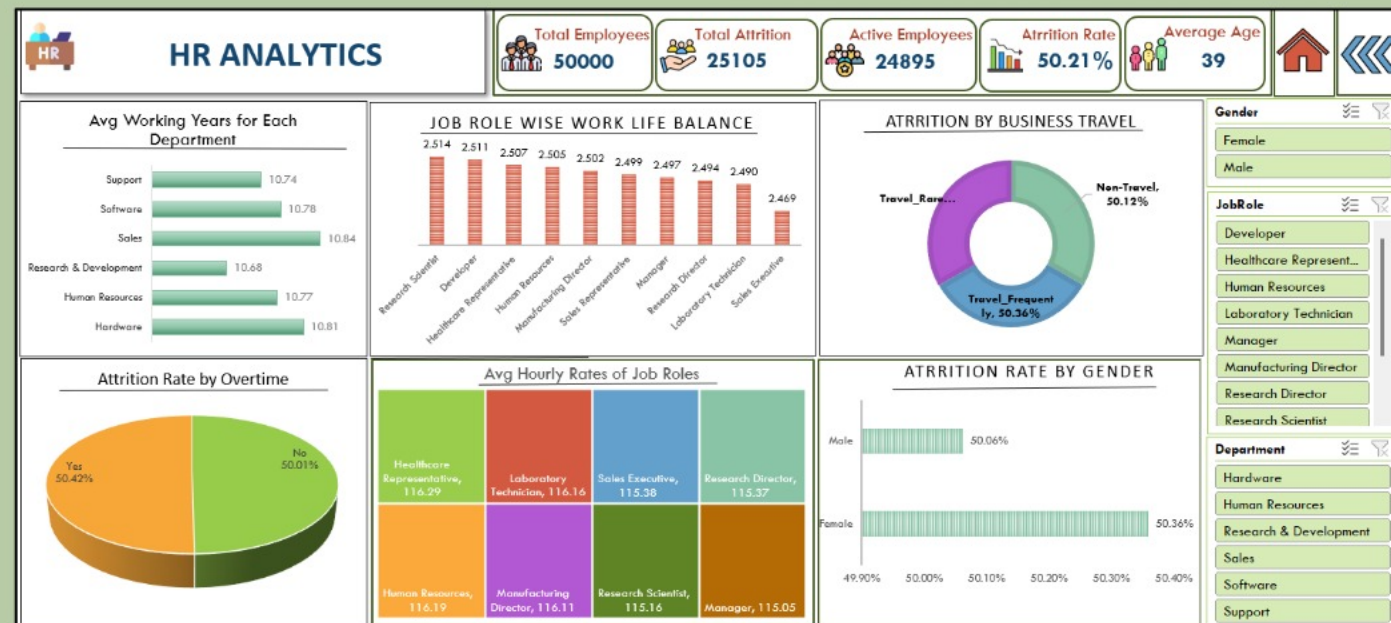 HR
HR ANALYTICS
Total Employees
50000
Total Attrition
25105
Active Employees
24895
Atrrition Rate
50.21%
Average Age
39
Avg Working Years for Each
Department
Support
10.74
Software
10.78
Sales
10.84
Research & Development
10.68
Human Resources
10.77
Hardware
10.81
JOB ROLE WISE WORK LIFE BALANCE
2.514
2.511
2.507
2.505
2.502
2.499
2.497
2.494
2.490
2.469
Research Scientist
Developer
Healthcare Representative
Human Resources
Manufacturing Director
Sales Representative
Manager
Research Director
Laboratory Technician
Sales Executive
ATRRITION BY BUSINESS TRAVEL
Travel_Rare...
Non-Travel,
50.12%
Travel_Frequent
ly, 50.36%
Gender
Female
Male
JobRole
Developer
Healthcare Represent...
Human Resources
Laboratory Technician
Manager
Manufacturing Director
Research Director
Research Scientist
Attrition Rate by Overtime
Yes
50.42%
No
50.01%
Avg Hourly Rates of Job Roles
Healthcare
Representative,
116.29
Laboratory
Technician, 116.16
Sales Executive,
115.38
Research Director,
115.37
Human Resources,
116.19
Manufacturing
Director, 116.11
Research Scientist,
115.16
Manager, 115.05
ATRRITION RATE BY GENDER
Male
50.06%
Female
50.36%
49.90%
50.00%
50.10%
50.20%
50.30%
50.40%
Department
Hardware
Human Resources
Research & Development
Sales
Software
Support